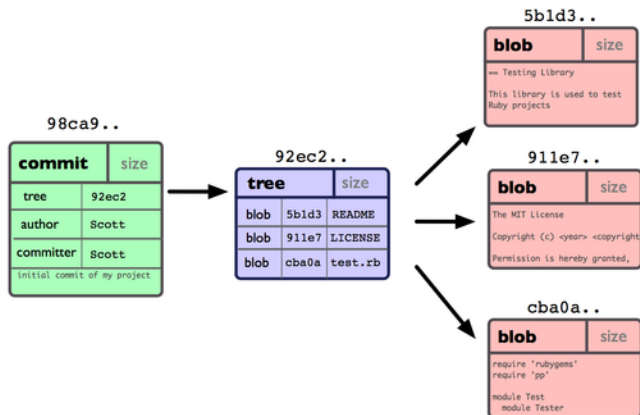 98ca9..
commit size
tree 92ec2
author Scott
committer Scott
initial commit of my project
92ec2..
tree size
blob 5b1d3 README
blob 911e7 LICENSE
blob cba0a test.rb
5b1d3..
blob size
== Testing Library
This library is used to test
Ruby projects
911e7..
blob size
The MIT License
Copyright (c) <year> <copyright
Permission is hereby granted,
cba0a..
blob size
require 'rubygems'
require 'pp'
module Test
module Tester